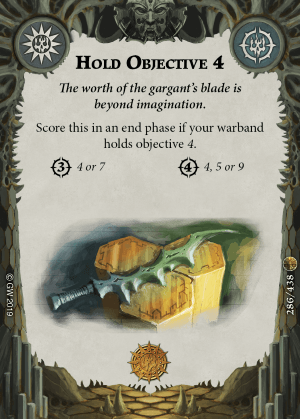 HOLD OBJECTIVE 4
The worth of the gargant's blade is
beyond imagination.
Score this in an end phase if your warband
holds objective 4.
3 4 or 7 4 4, 5 or 9
© GW 2019
286/438